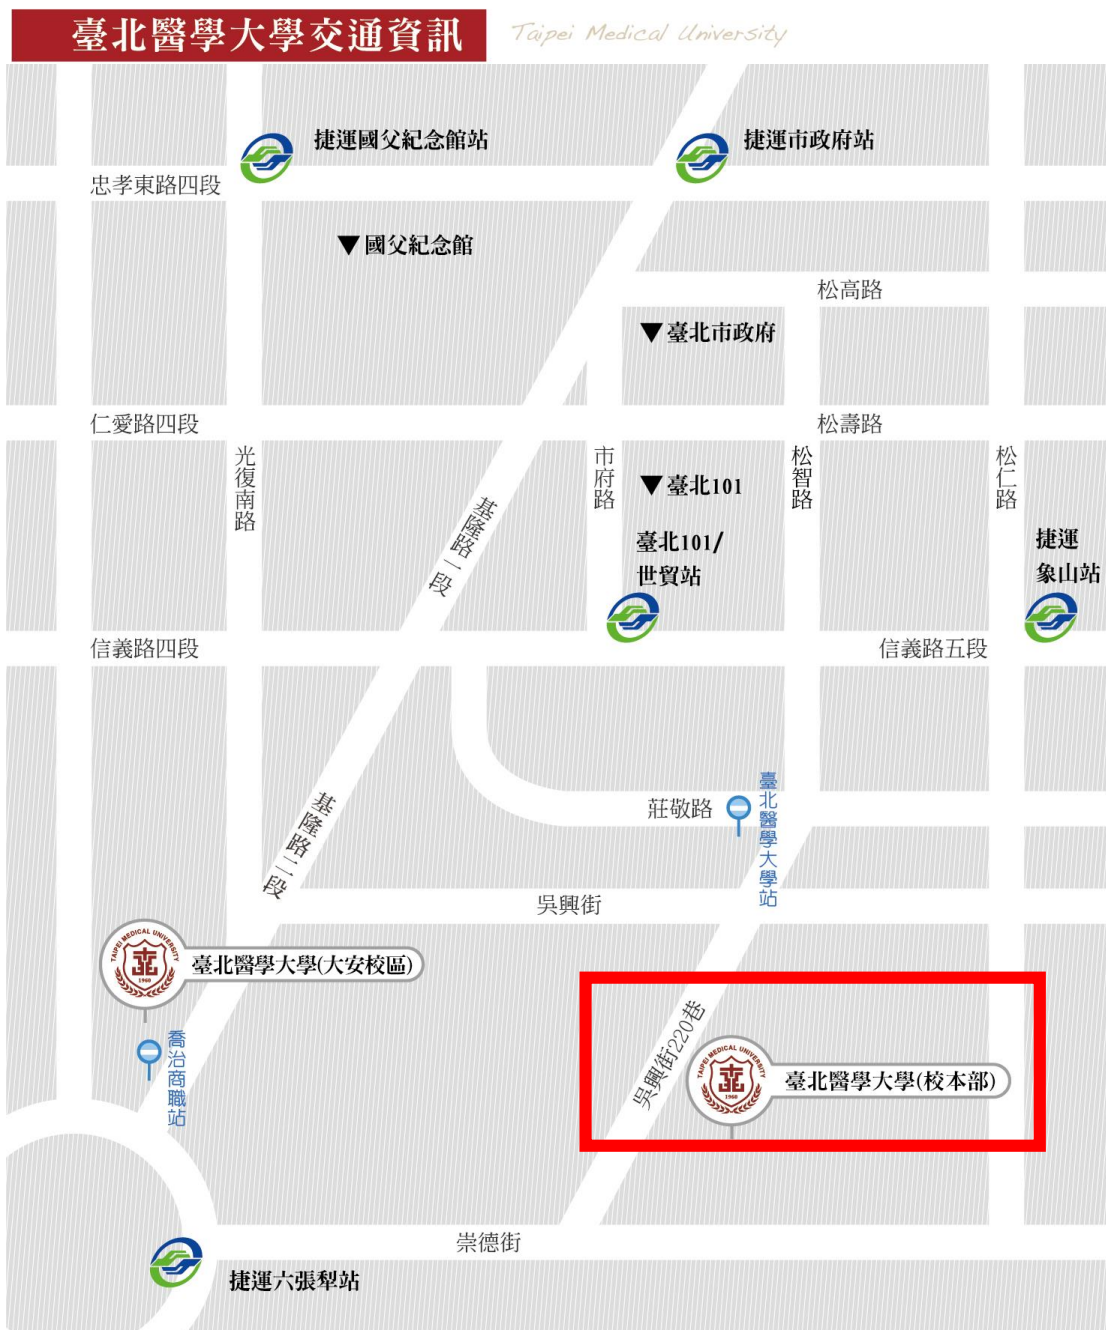 臺北醫學大學交通資訊
Taipei Medical University
捷運國父紀念館站
捷運市政府站
忠孝東路四段
▼國父紀念館
松高路
▼臺北市政府
仁愛路四段
松壽路
光復南路
市府路
松智路
松仁路
▼臺北101
基隆路一段
臺北101/
世貿站
捷運
象山站
信義路四段
信義路五段
基隆路二段
莊敬路
臺北醫學大學站
吳興街
TAIPEI MEDICAL UNIVERSITY
1960
臺北醫學大學(大安校區)
喬治商職站
吳興街220巷
TAIPEI MEDICAL UNIVERSITY
1960
臺北醫學大學(校本部)
崇德街
捷運六張犁站